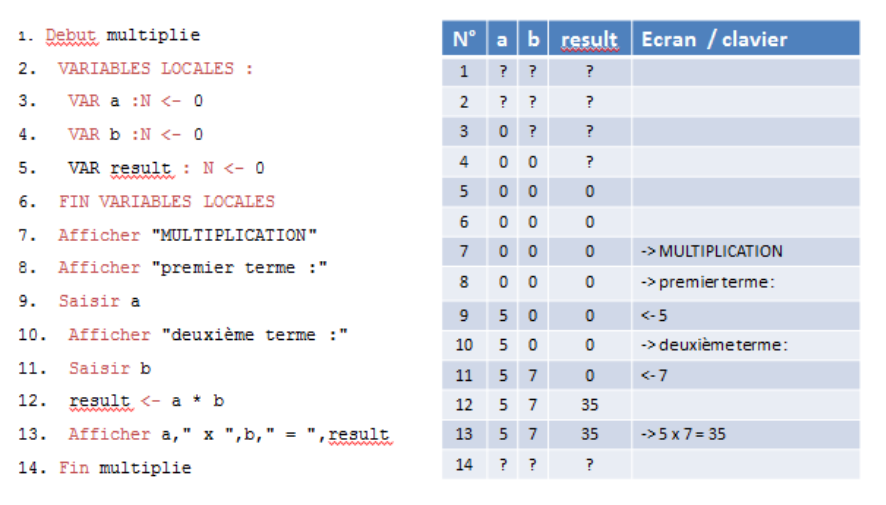 1. Debut multiplie
2. VARIABLES LOCALES :
3. VAR a :N <- 0
4. VAR b :N <- 0
5. VAR result : N <- 0
6. FIN VARIABLES LOCALES
7. Afficher "MULTIPLICATION"
8. Afficher "premier terme :"
9. Saisir a
10. Afficher "deuxième terme :"
11. Saisir b
12. result <- a * b
13. Afficher a," x ",b," = ",result
14. Fin multiplie
N° a b result Ecran / clavier
1 ? ? ?
2 ? ? ?
3 0 ? ?
4 0 0 ?
5 0 0 0
6 0 0 0
7 0 0 0 -> MULTIPLICATION
8 0 0 0 -> premier terme :
9 5 0 0 <- 5
10 5 0 0 -> deuxième terme :
11 5 7 0 <- 7
12 5 7 35
13 5 7 35 -> 5 x 7 = 35
14 ? ? ?